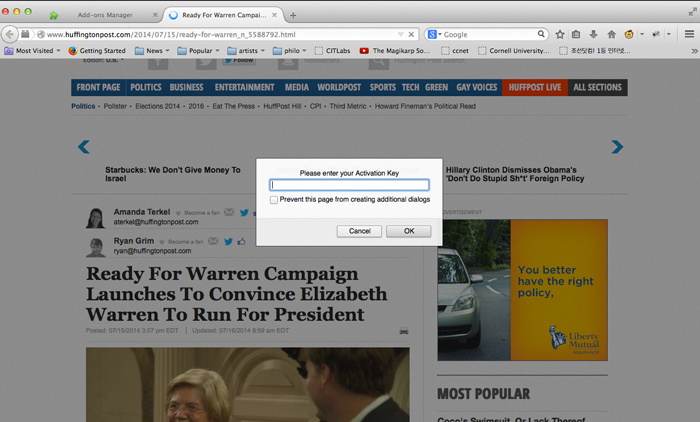 Add-ons Manager
Ready For Warren Campai...
www.huffingtonpost.com/2014/07/15/ready-for-warren_n_5588792.html
Google
Most Visited
Getting Started
News
Popular
artists
philo
CITLabs
The Magikarp So...
ccnet
Cornell University...
조선닷컴! 1등 인터넷...
Edition: U.S.
Follow
Newsletters
Huffington Post Search
FRONT PAGE
POLITICS
BUSINESS
ENTERTAINMENT
MEDIA
WORLDPOST
SPORTS
TECH
GREEN
GAY VOICES
HUFFPOST LIVE
ALL SECTIONS
Politics • Pollster • Elections 2014 • 2016 • Eat The Press • HuffPost Hill • CPI • Third Metric • Howard Fineman's Political Read
Starbucks: We Don't Give Money To
Israel
Hillary Clinton Dismisses Obama's
'Don't Do Stupid Sh*t' Foreign Policy
Please enter your Activation Key
Prevent this page from creating additional dialogs
Cancel
OK
Amanda Terkel
Become a fan
aterkel@huffingtonpost.com
Ryan Grim
Become a fan
ryan@huffingtonpost.com
Ready For Warren Campaign
Launches To Convince Elizabeth
Warren To Run For President
Posted: 07/15/2014 3:07 pm EDT
Updated: 07/16/2014 8:59 am EDT
ADVERTISEMENT
You better
have the right
policy,
Liberty
Mutual
INSURANCE
MOST POPULAR
Coco's Swimsuit, Or Lack Thereof